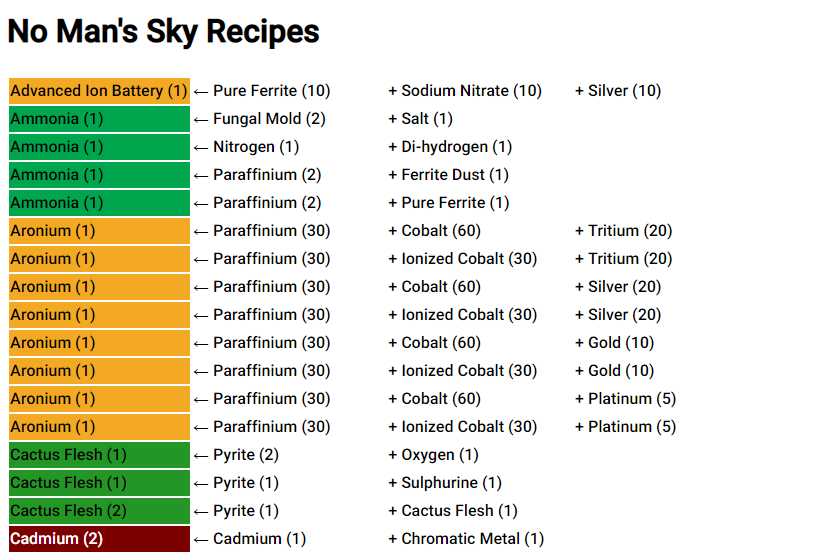 No Man's Sky Recipes
Advanced Ion Battery (1) ← Pure Ferrite (10) + Sodium Nitrate (10) + Silver (10)
Ammonia (1) ← Fungal Mold (2) + Salt (1)
Ammonia (1) ← Nitrogen (1) + Di-hydrogen (1)
Ammonia (1) ← Paraffinium (2) + Ferrite Dust (1)
Ammonia (1) ← Paraffinium (2) + Pure Ferrite (1)
Aronium (1) ← Paraffinium (30) + Cobalt (60) + Tritium (20)
Aronium (1) ← Paraffinium (30) + Ionized Cobalt (30) + Tritium (20)
Aronium (1) ← Paraffinium (30) + Cobalt (60) + Silver (20)
Aronium (1) ← Paraffinium (30) + Ionized Cobalt (30) + Silver (20)
Aronium (1) ← Paraffinium (30) + Cobalt (60) + Gold (10)
Aronium (1) ← Paraffinium (30) + Ionized Cobalt (30) + Gold (10)
Aronium (1) ← Paraffinium (30) + Cobalt (60) + Platinum (5)
Aronium (1) ← Paraffinium (30) + Ionized Cobalt (30) + Platinum (5)
Cactus Flesh (1) ← Pyrite (2) + Oxygen (1)
Cactus Flesh (1) ← Pyrite (1) + Sulphurine (1)
Cactus Flesh (2) ← Pyrite (1) + Cactus Flesh (1)
Cadmium (2) ← Cadmium (1) + Chromatic Metal (1)